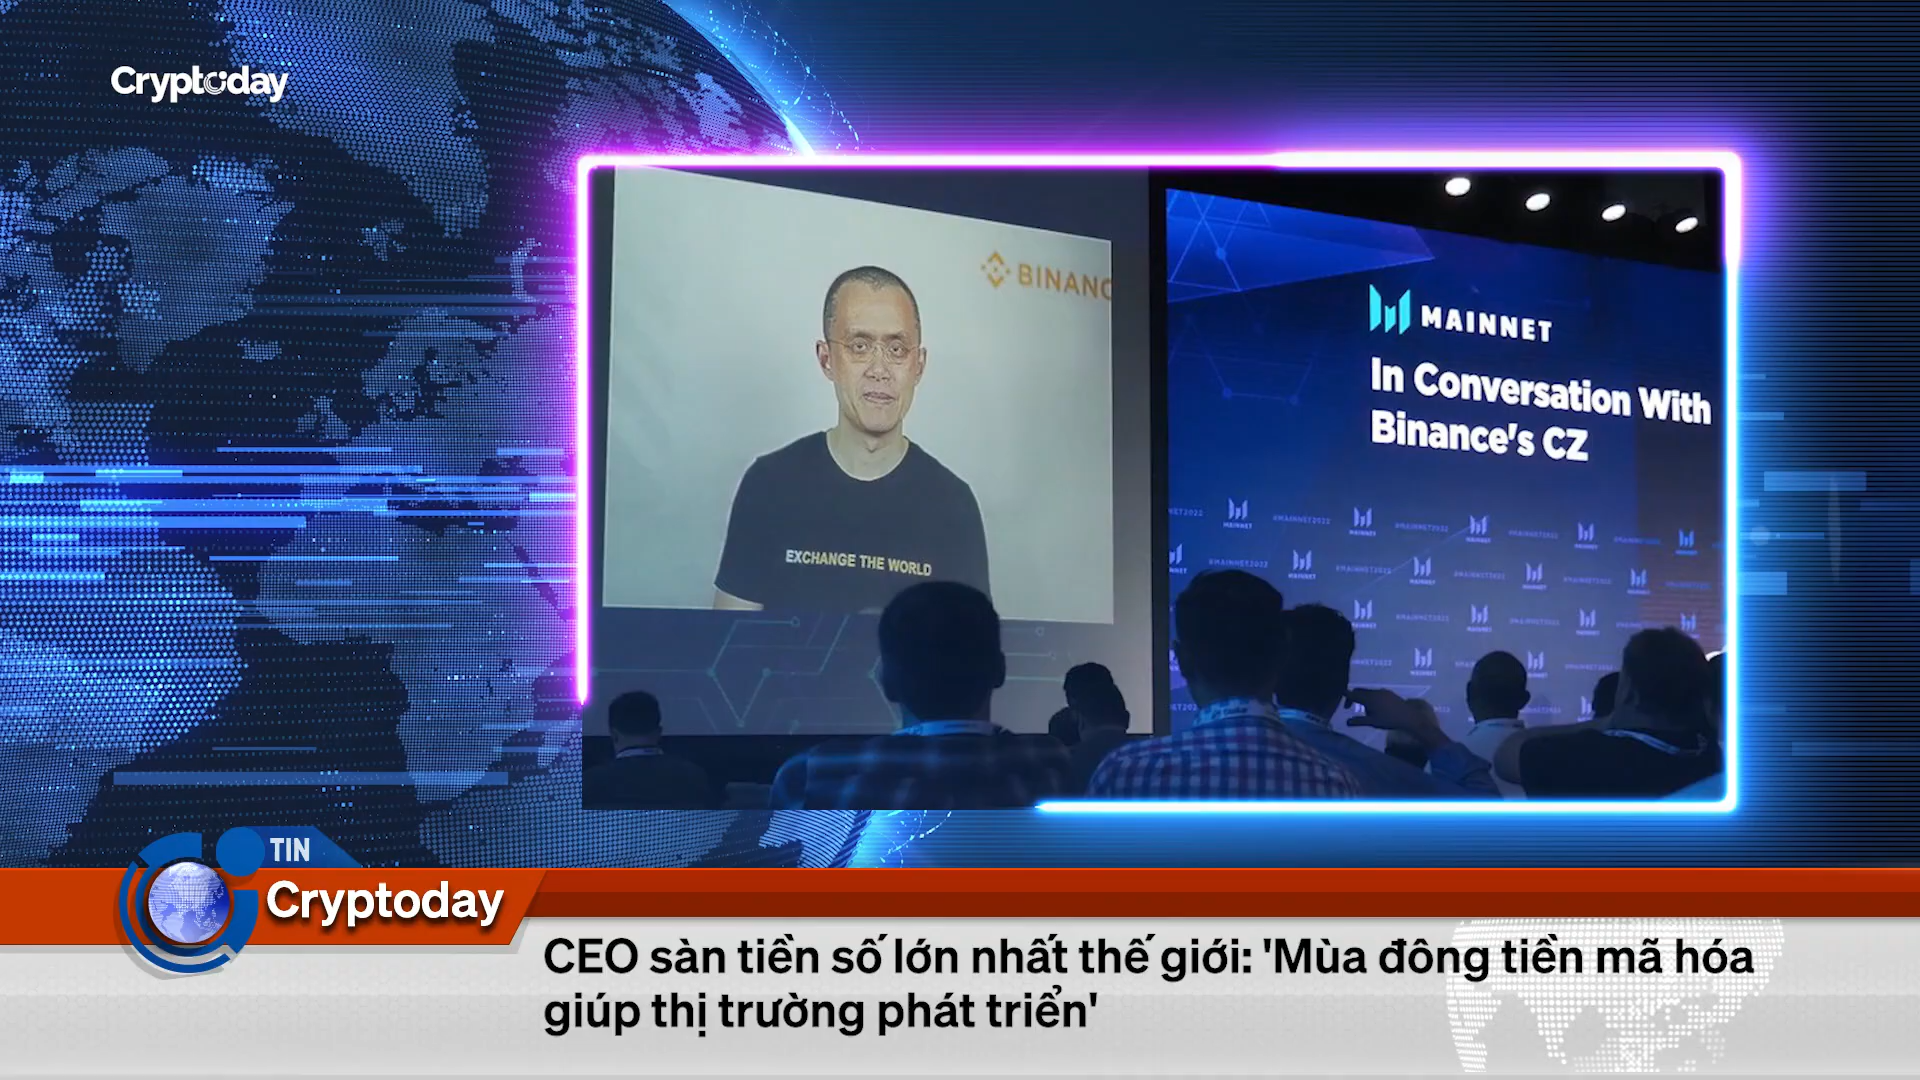 Cryptoday
BINANC
EXCHANGE THE WORLD
MAINNET
In Conversation With
Binance's CZ
TIN
Cryptoday
CEO sàn tiền số lớn nhất thế giới: 'Mùa đông tiền mã hóa
giúp thị trường phát triển'